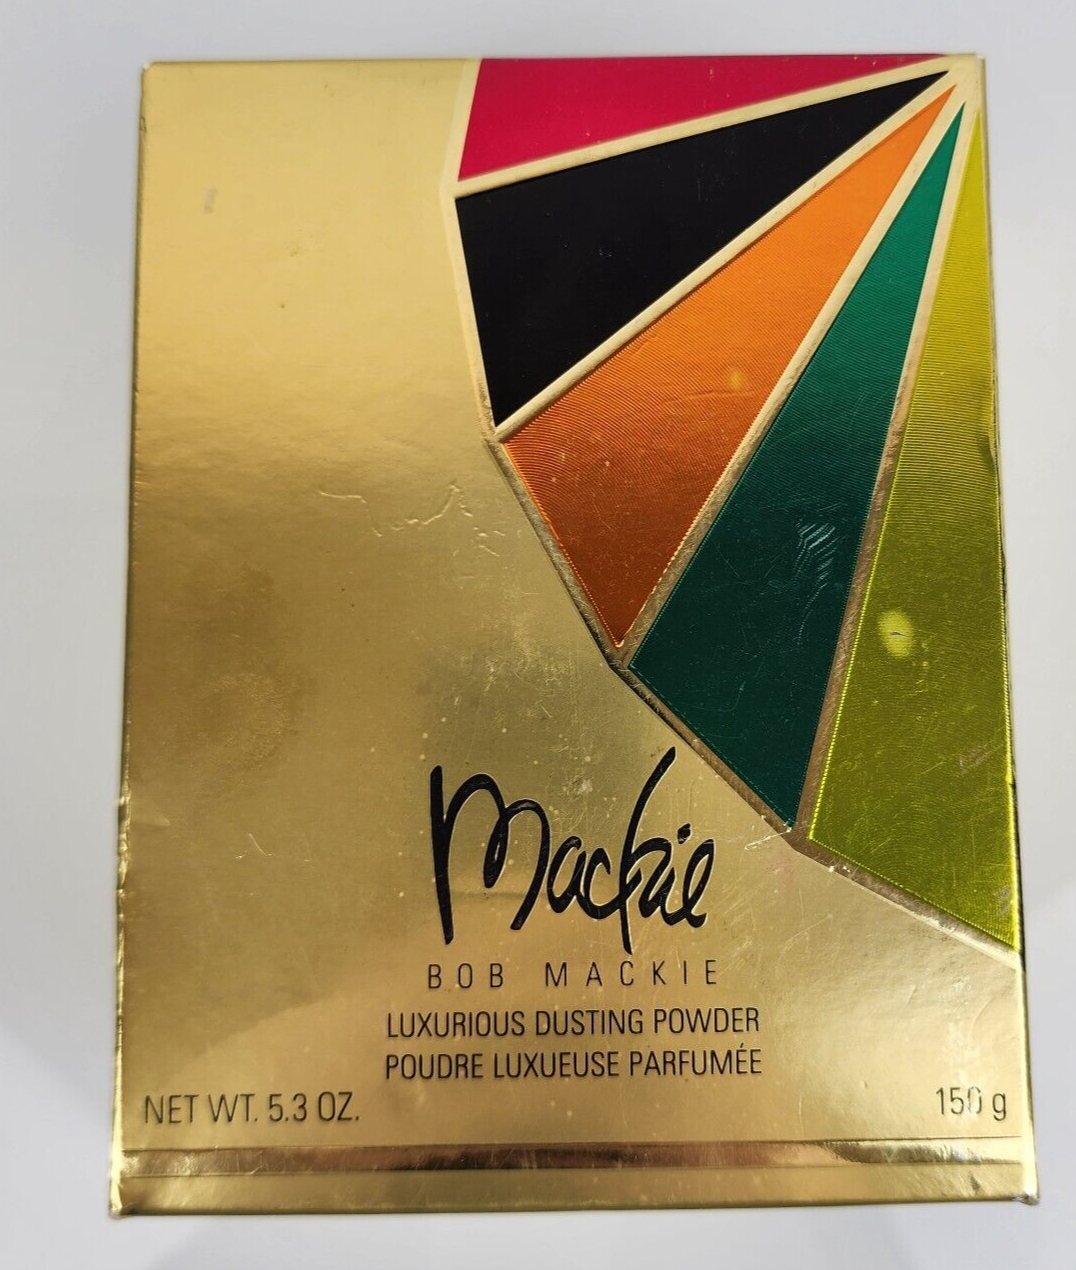 Mackie
BOB MACKIE
LUXURIOUS DUSTING POWDER
POUDRE LUXUEUSE PARFUMÉE
NET WT. 5.3 OZ.
150 g